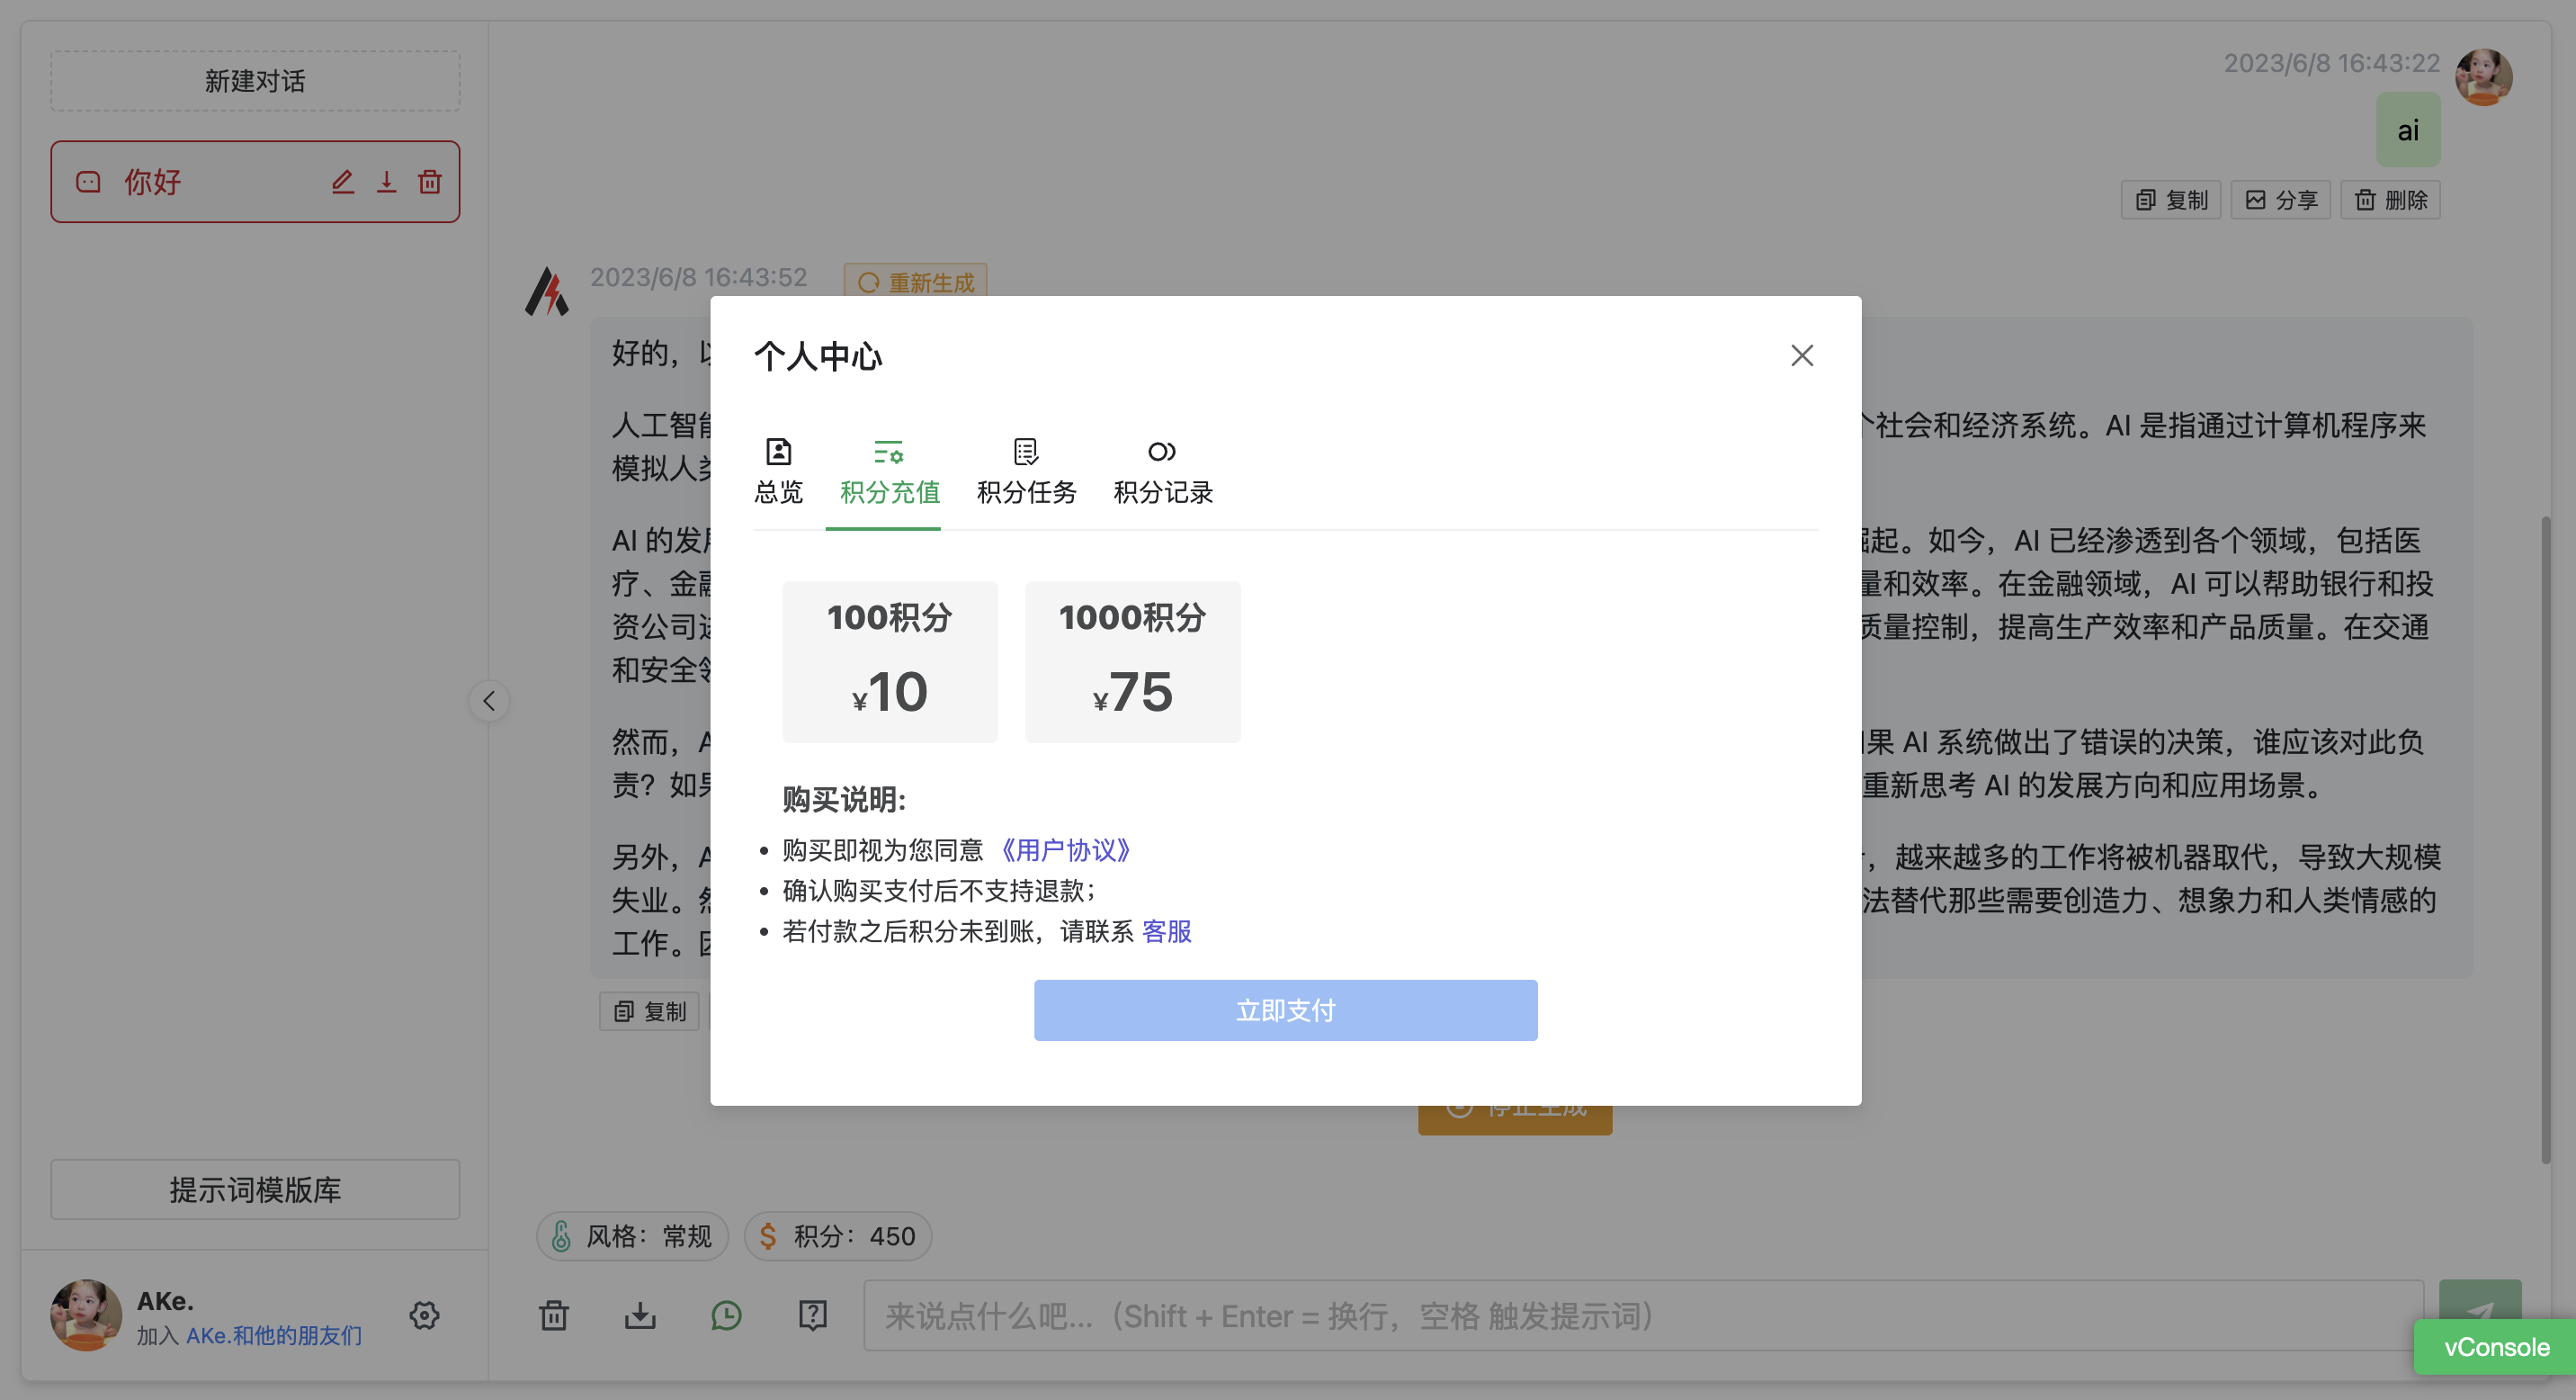 新建对话
你好
2023/6/8 16:43:22
ai
复制 分享 删除
2023/6/8 16:43:52 重新生成
好的，
人工智能 个社会和经济系统。AI 是指通过计算机程序来
模拟人类
AI 的发展 崛起。如今，AI 已经渗透到各个领域，包括医
疗、金融 量和效率。在金融领域，AI 可以帮助银行和投
资公司进 质量控制，提高生产效率和产品质量。在交通
和安全领
然而， 如果 AI 系统做出了错误的决策，谁应该对此负
责？如果 重新思考 AI 的发展方向和应用场景。
另外， ，越来越多的工作将被机器取代，导致大规模
失业。然 法替代那些需要创造力、想象力和人类情感的
工作。因
复制
停止生成
个人中心
总览 积分充值 积分任务 积分记录
100积分 1000积分
¥10 ¥75
购买说明:
购买即视为您同意 《用户协议》
确认购买支付后不支持退款；
若付款之后积分未到账，请联系 客服
立即支付
提示词模版库
风格：常规 积分：450
AKe.
加入 AKe.和他的朋友们
来说点什么吧...（Shift + Enter = 换行，空格 触发提示词）
vConsole